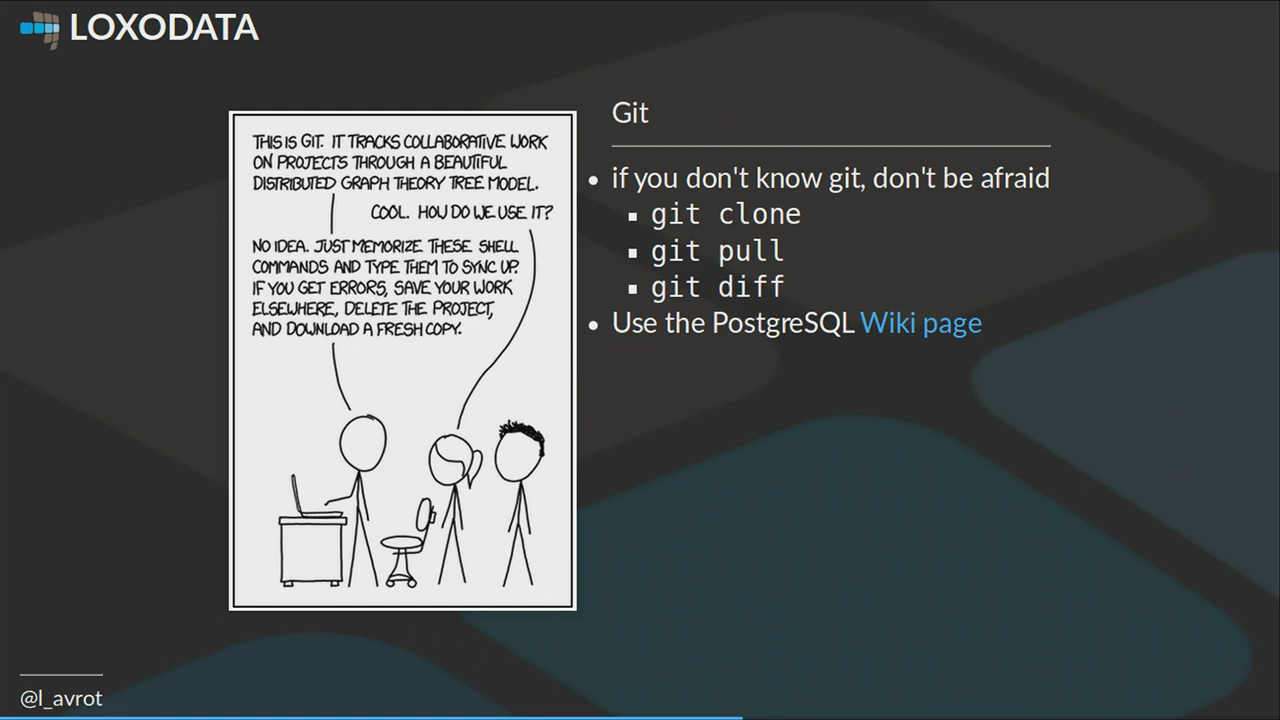 LOXODATA
THIS IS GIT. IT TRACKS COLLABORATIVE WORK
ON PROJECTS THROUGH A BEAUTIFUL
DISTRIBUTED GRAPH THEORY TREE MODEL.
COOL. HOW DO WE USE IT?
NO IDEA. JUST MEMORIZE THESE SHELL
COMMANDS AND TYPE THEM TO SYNC UP.
IF YOU GET ERRORS, SAVE YOUR WORK
ELSEWHERE, DELETE THE PROJECT,
AND DOWNLOAD A FRESH COPY.
Git
if you don't know git, don't be afraid
git clone
git pull
git diff
Use the PostgreSQL Wiki page
@l_avrot